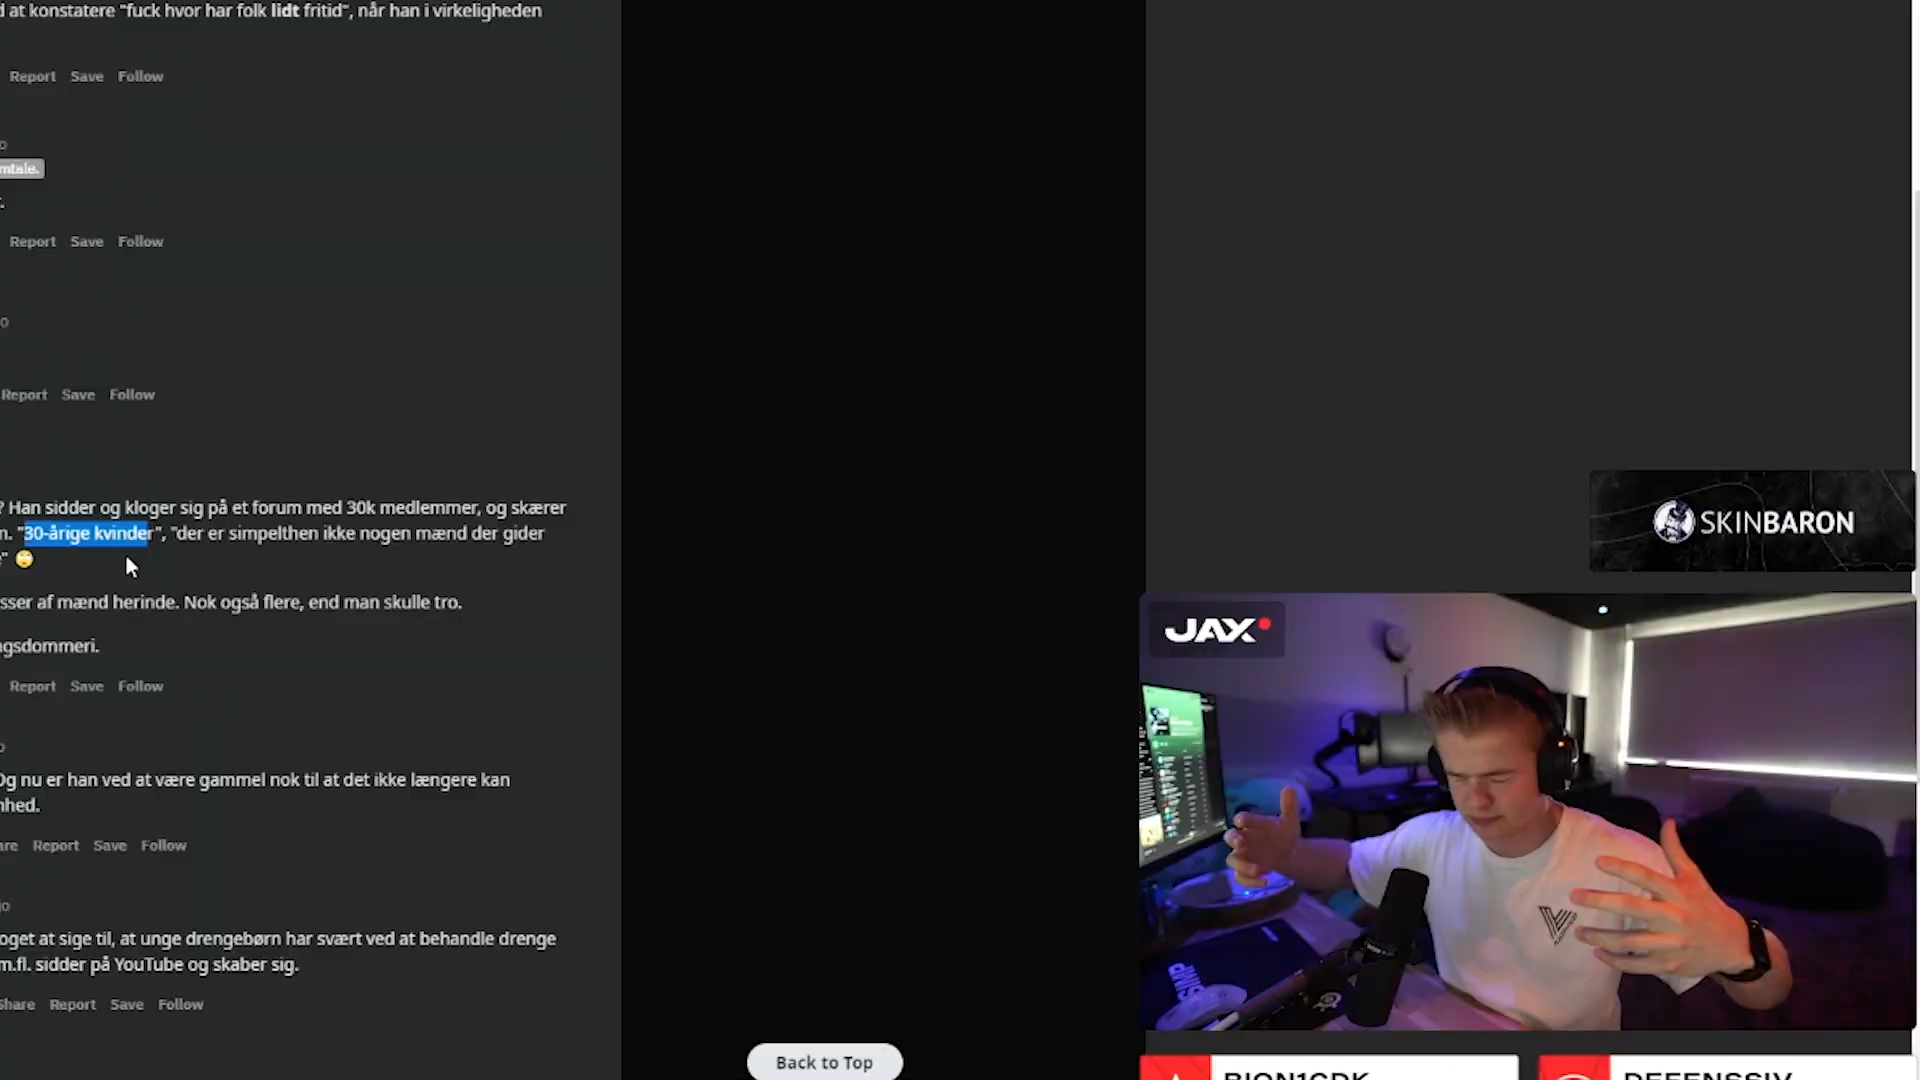 at konstatere "fuck hvor har folk lidt fritid", når han i virkeligheden
Report Save Follow
mtale.
Report Save Follow
Report Save Follow
? Han sidder og kloger sig på et forum med 30k medlemmer, og skærer
"30-årige kvinder", "der er simpelthen ikke nogen mænd der gider
sser af mænd herinde. Nok også flere, end man skulle tro.
gsdommeri.
Report Save Follow
Og nu er han ved at være gammel nok til at det ikke længere kan
nhed.
are Report Save Follow
oget at sige til, at unge drengebørn har svært ved at behandle drenge
m.fl. sidder på YouTube og skaber sig.
Share Report Save Follow
Back to Top
SKINBARON
JAX
BION1CDK
DEFENSSIV